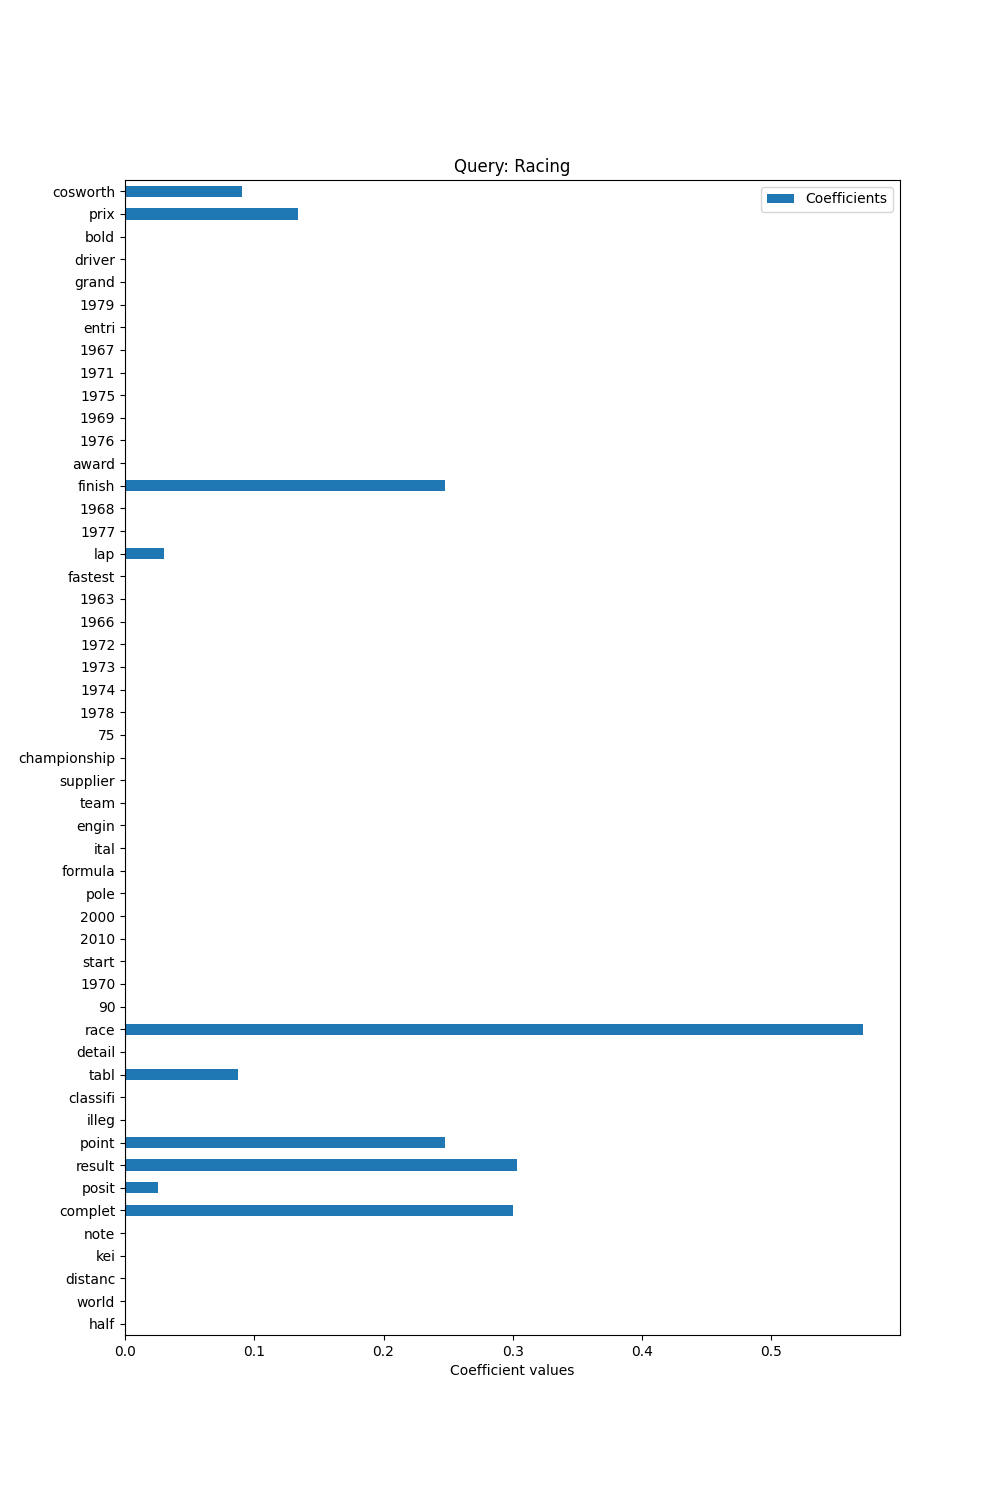 Query: Racing
Coefficients
cosworth
prix
bold
driver
grand
1979
entri
1967
1971
1975
1969
1976
award
finish
1968
1977
lap
fastest
1963
1966
1972
1973
1974
1978
75
championship
supplier
team
engin
ital
formula
pole
2000
2010
start
1970
90
race
detail
tabl
classifi
illeg
point
result
posit
complet
note
kei
distanc
world
half
0.0 0.1 0.2 0.3 0.4 0.5
Coefficient values